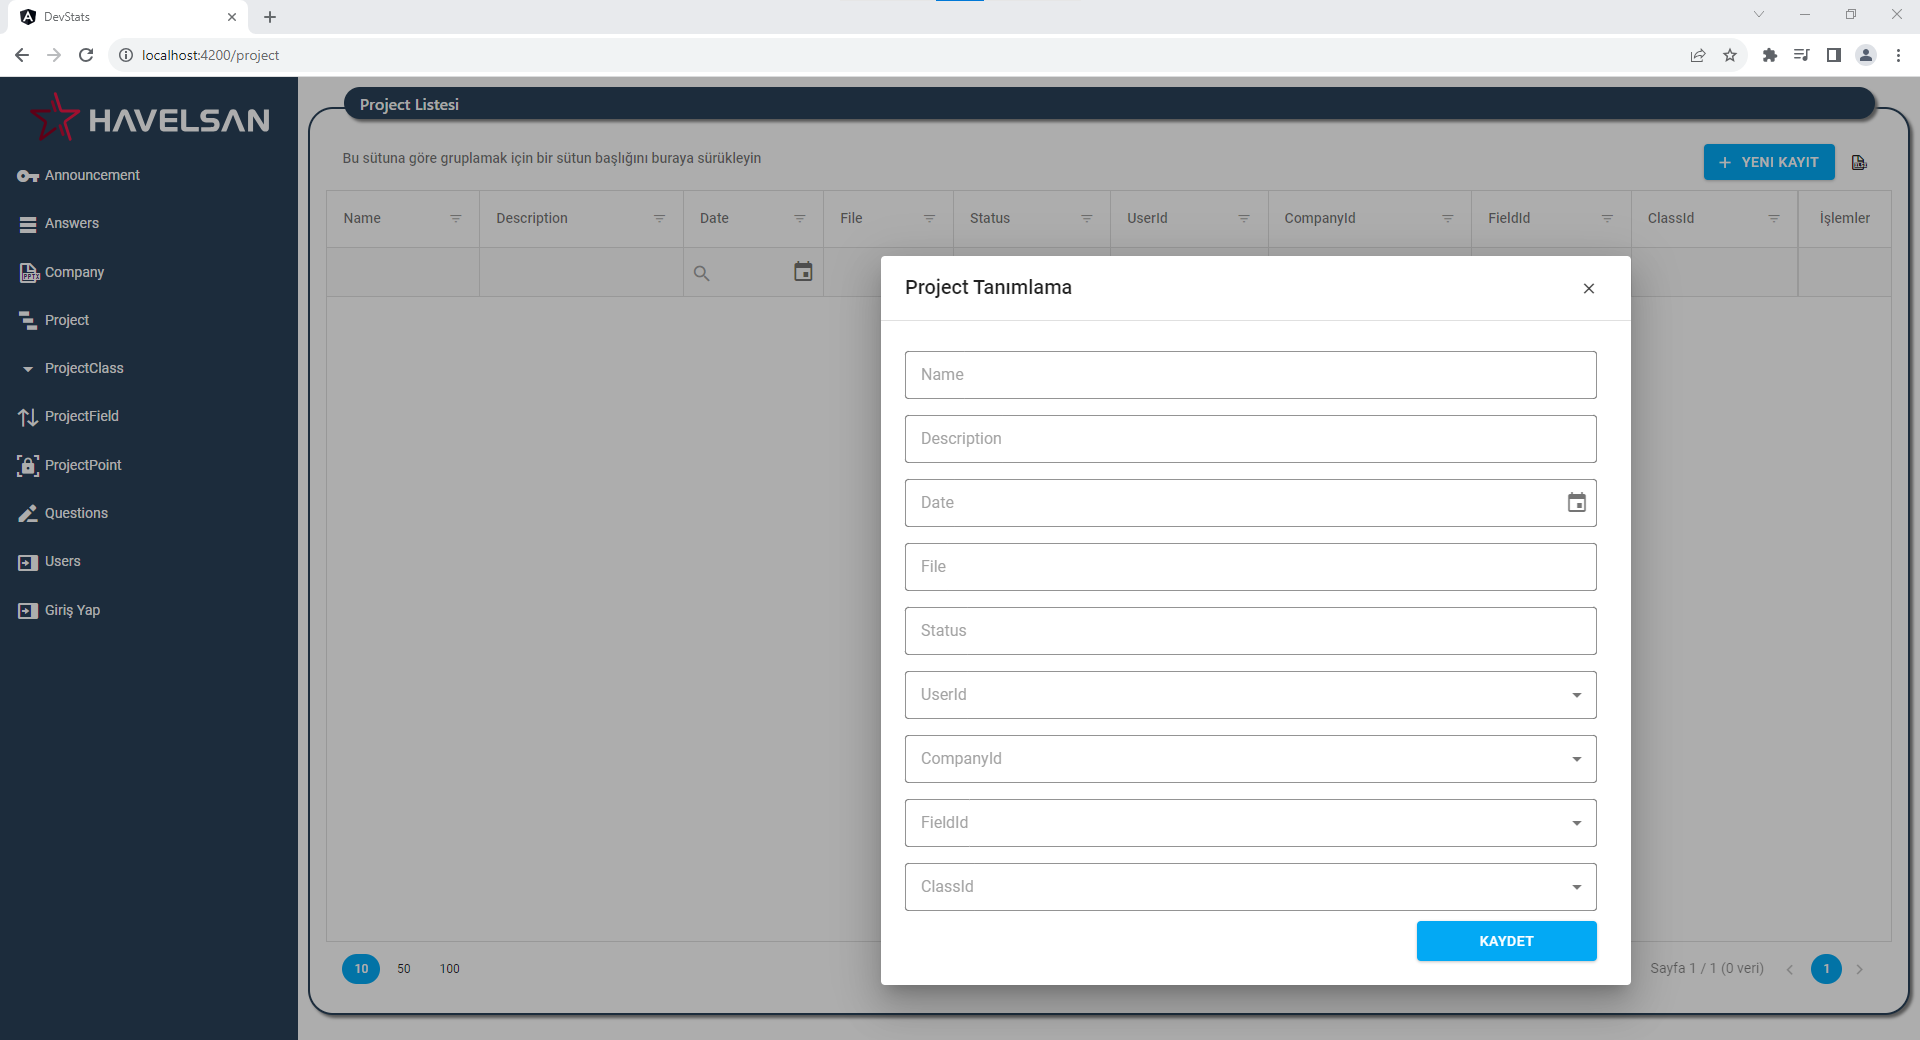 DevStats
localhost:4200/project
HAVELSAN
Announcement
Answers
Company
Project
ProjectClass
ProjectField
ProjectPoint
Questions
Users
Giriş Yap
Project Listesi
Bu sütuna göre gruplamak için bir sütun başlığını buraya sürükleyin
YENI KAYIT
Name Description Date File Status UserId CompanyId FieldId ClassId İşlemler
Project Tanımlama
Name
Description
Date
File
Status
UserId
CompanyId
FieldId
ClassId
KAYDET
10 50 100
Sayfa 1 / 1 (0 veri) 1